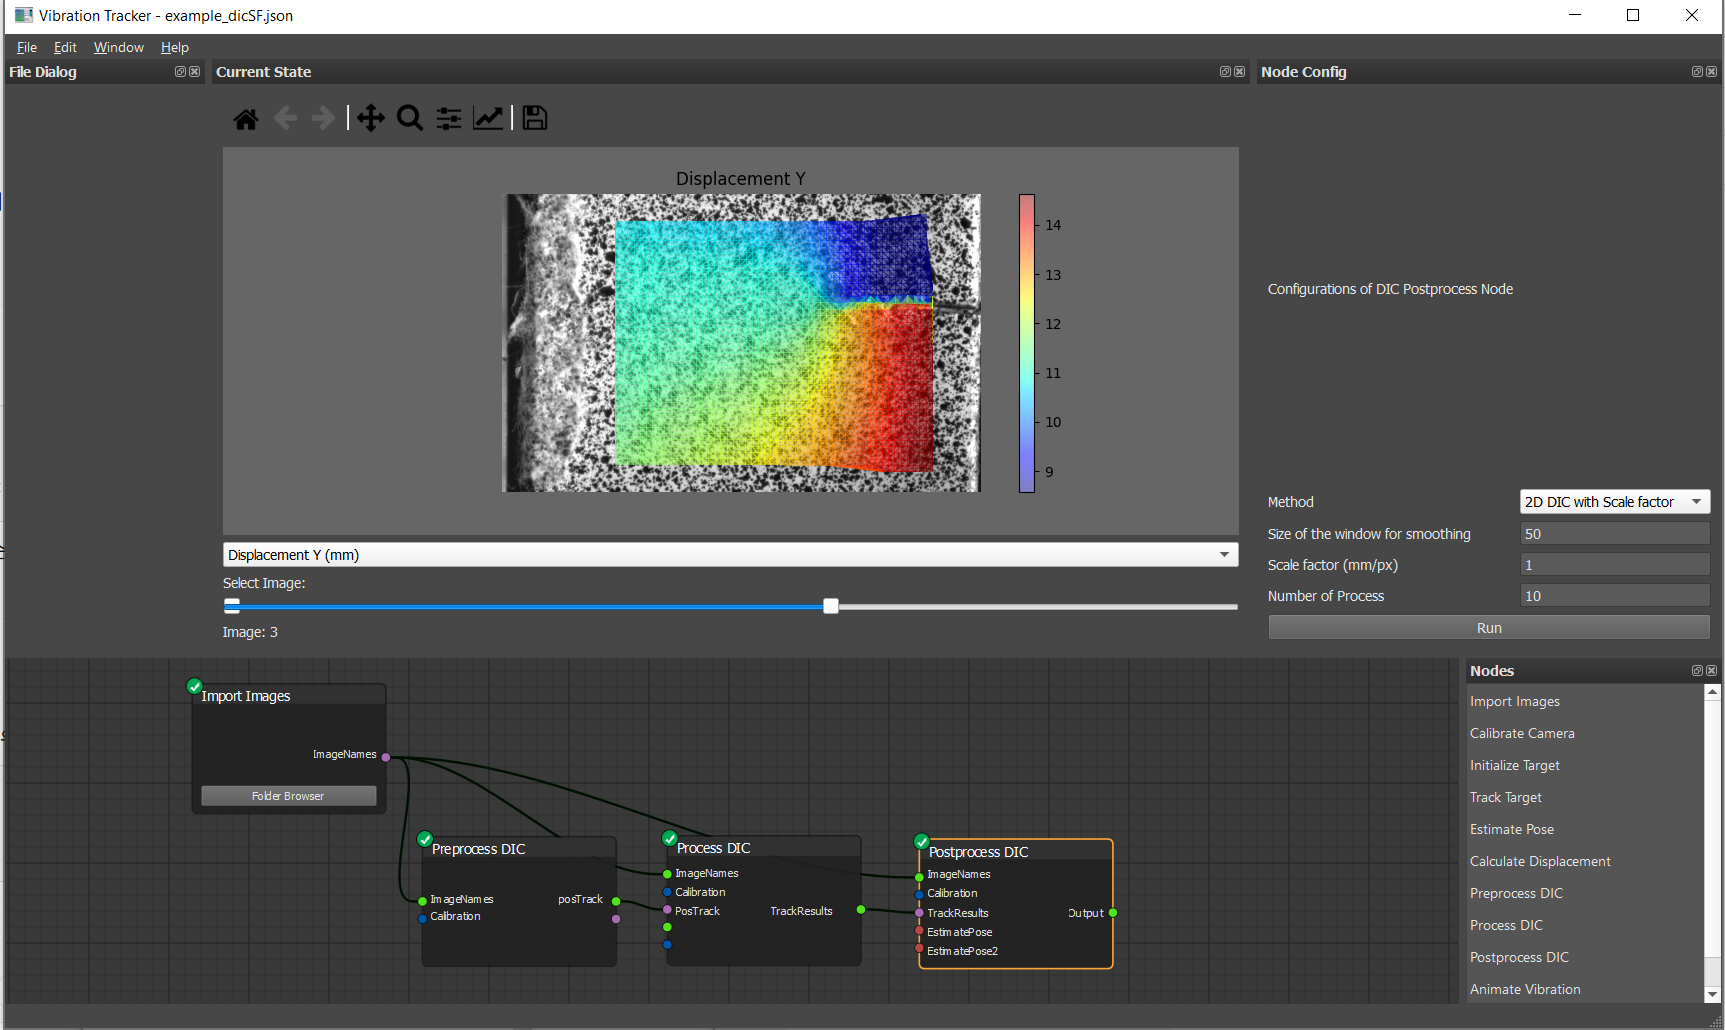 Vibration Tracker - example_dicSF.json
File Edit Window Help
File Dialog
Current State
Node Config
Displacement Y
14
13
12
11
10
9
Displacement Y (mm)
Select Image:
Image: 3
Configurations of DIC Postprocess Node
Method 2D DIC with Scale factor
Size of the window for smoothing 50
Scale factor (mm/px) 1
Number of Process 10
Run
Import Images
ImageNames
Folder Browser
Preprocess DIC
ImageNames posTrack
Calibration
Process DIC
ImageNames
Calibration
PosTrack TrackResults
Postprocess DIC
ImageNames
Calibration
TrackResults Output
EstimatePose
EstimatePose2
Nodes
Import Images
Calibrate Camera
Initialize Target
Track Target
Estimate Pose
Calculate Displacement
Preprocess DIC
Process DIC
Postprocess DIC
Animate Vibration